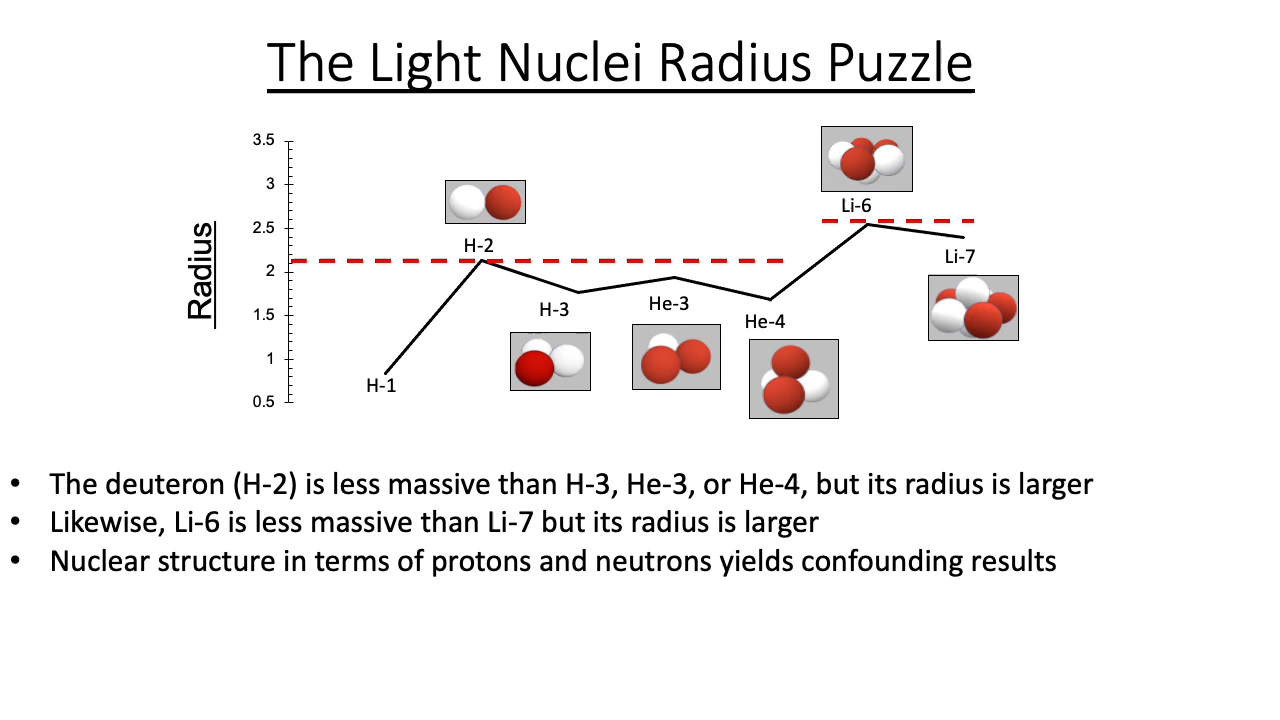 The Light Nuclei Radius Puzzle
3.5
3
2.5
2
1.5
1
0.5
Radius
H-1
H-2
H-3
He-3
He-4
Li-6
Li-7
• The deuteron (H-2) is less massive than H-3, He-3, or He-4, but its radius is larger
• Likewise, Li-6 is less massive than Li-7 but its radius is larger
• Nuclear structure in terms of protons and neutrons yields confounding results